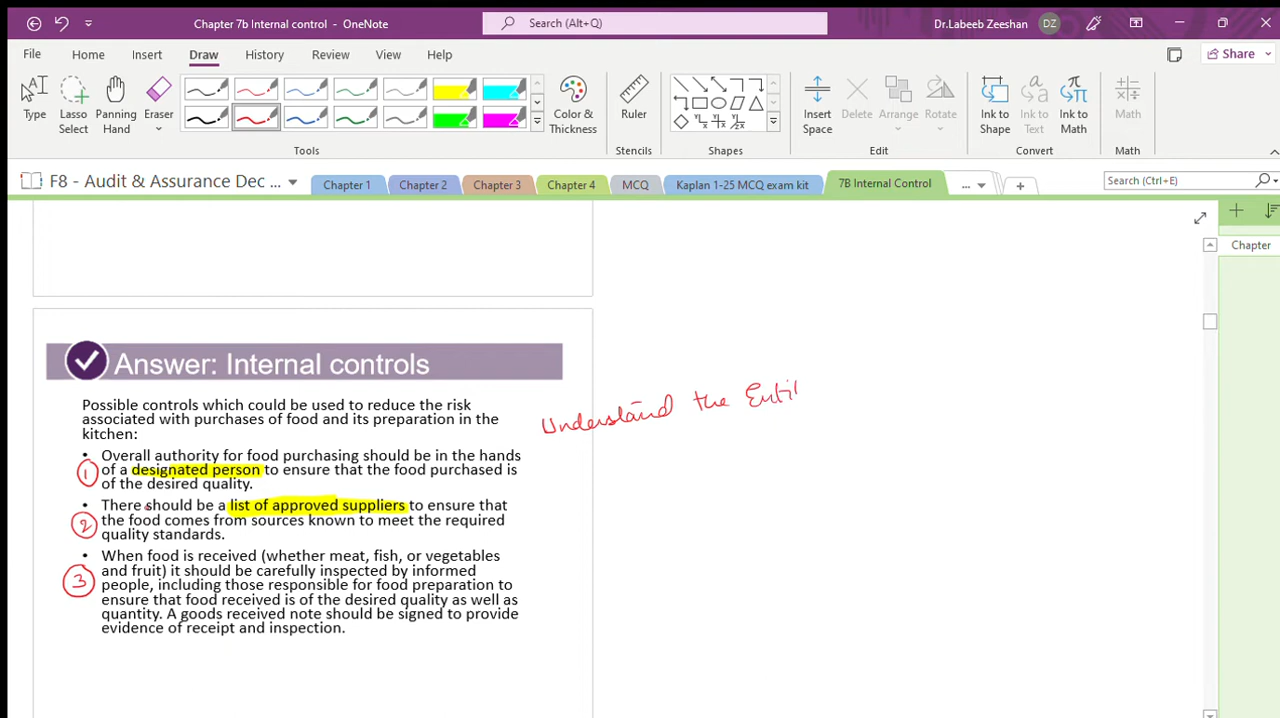 Chapter 7b Internal control - OneNote
Search (Alt+Q)
Dr.Labeeb Zeeshan
DZ
File
Home
Insert
Draw
History
Review
View
Help
Share
Type
Lasso Select
Panning Hand
Eraser
Color & Thickness
Ruler
Insert Space
Delete
Arrange
Rotate
Ink to Shape
Ink to Text
Ink to Math
Math
Tools
Stencils
Shapes
Edit
Convert
Math
F8 - Audit & Assurance Dec ...
Chapter 1
Chapter 2
Chapter 3
Chapter 4
MCQ
Kaplan 1-25 MCQ exam kit
7B Internal Control
...
Search (Ctrl+E)
Chapter
Answer: Internal controls
Possible controls which could be used to reduce the risk
associated with purchases of food and its preparation in the
kitchen:
• Overall authority for food purchasing should be in the hands
of a designated person to ensure that the food purchased is
of the desired quality.
1
• There should be a list of approved suppliers to ensure that
the food comes from sources known to meet the required
quality standards.
2
• When food is received (whether meat, fish, or vegetables
and fruit) it should be carefully inspected by informed
people, including those responsible for food preparation to
ensure that food received is of the desired quality as well as
quantity. A goods received note should be signed to provide
evidence of receipt and inspection.
3
Understand the Enti